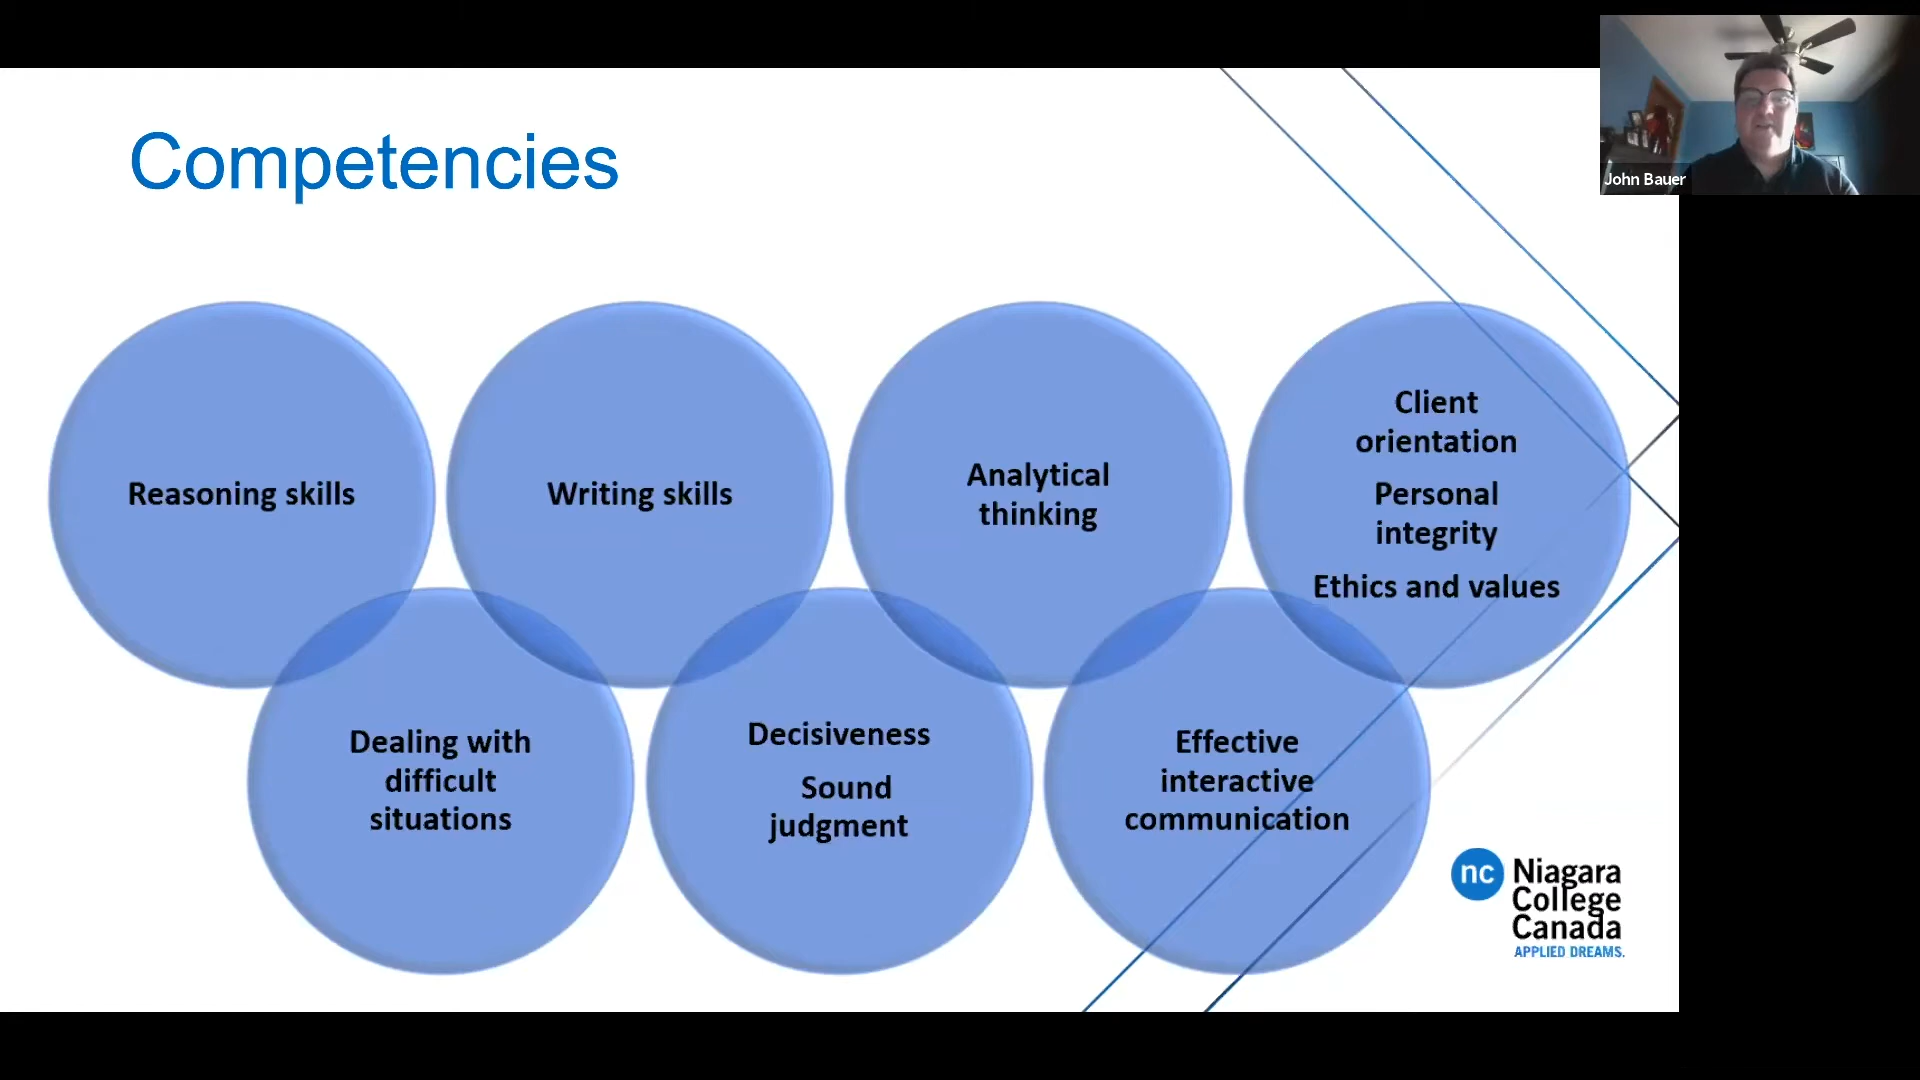 John Bauer
Competencies
Reasoning skills
Writing skills
Analytical
thinking
Client
orientation
Personal
integrity
Ethics and values
Dealing with
difficult
situations
Decisiveness
Sound
judgment
Effective
interactive
communication
nc
Niagara
College
Canada
APPLIED DREAMS.